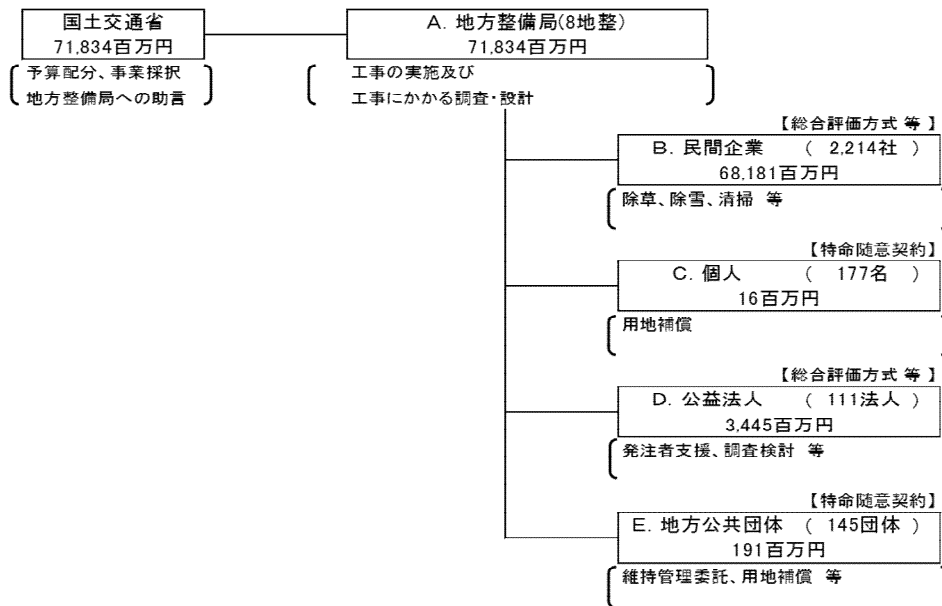 国土交通省
71,834百万円
A. 地方整備局(8地整)
71,834百万円
予算配分、事業採択
地方整備局への助言
工事の実施及び
工事にかかる調査・設計
【総合評価方式 等 】
B. 民間企業 ( 2,214社 )
68,181百万円
除草、除雪、清掃 等
【特命随意契約】
C. 個人 ( 177名 )
16百万円
用地補償
【総合評価方式 等 】
D. 公益法人 ( 111法人 )
3,445百万円
発注者支援、調査検討 等
【特命随意契約】
E. 地方公共団体 ( 145団体 )
191百万円
維持管理委託、用地補償 等